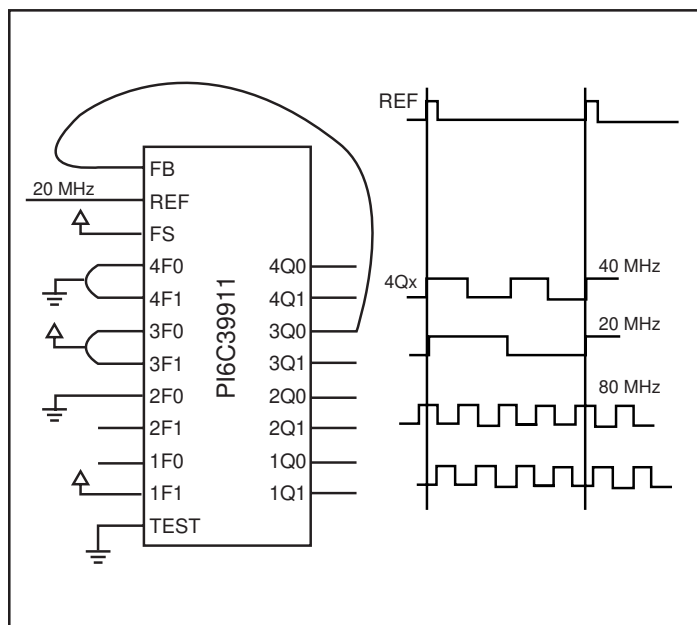 REF
FB
20 MHz
REF
FS
4F0
4F1
3F0
3F1
2F0
2F1
1F0
1F1
TEST
PI6C39911
4Q0
4Q1
3Q0
3Q1
2Q0
2Q1
1Q0
1Q1
4Qx
40 MHz
20 MHz
80 MHz